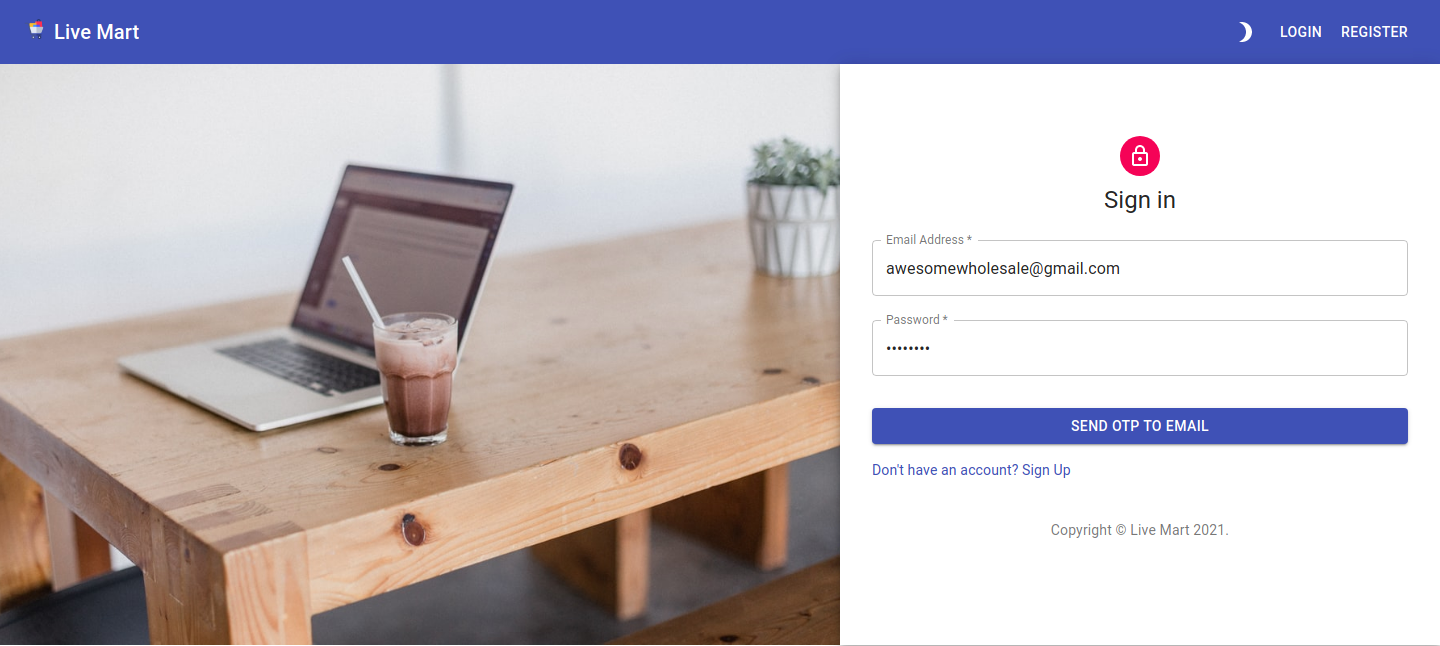 Live Mart
LOGIN REGISTER
Sign in
Email Address *
awesomewholesale@gmail.com
Password *
••••••••
SEND OTP TO EMAIL
Don't have an account? Sign Up
Copyright © Live Mart 2021.